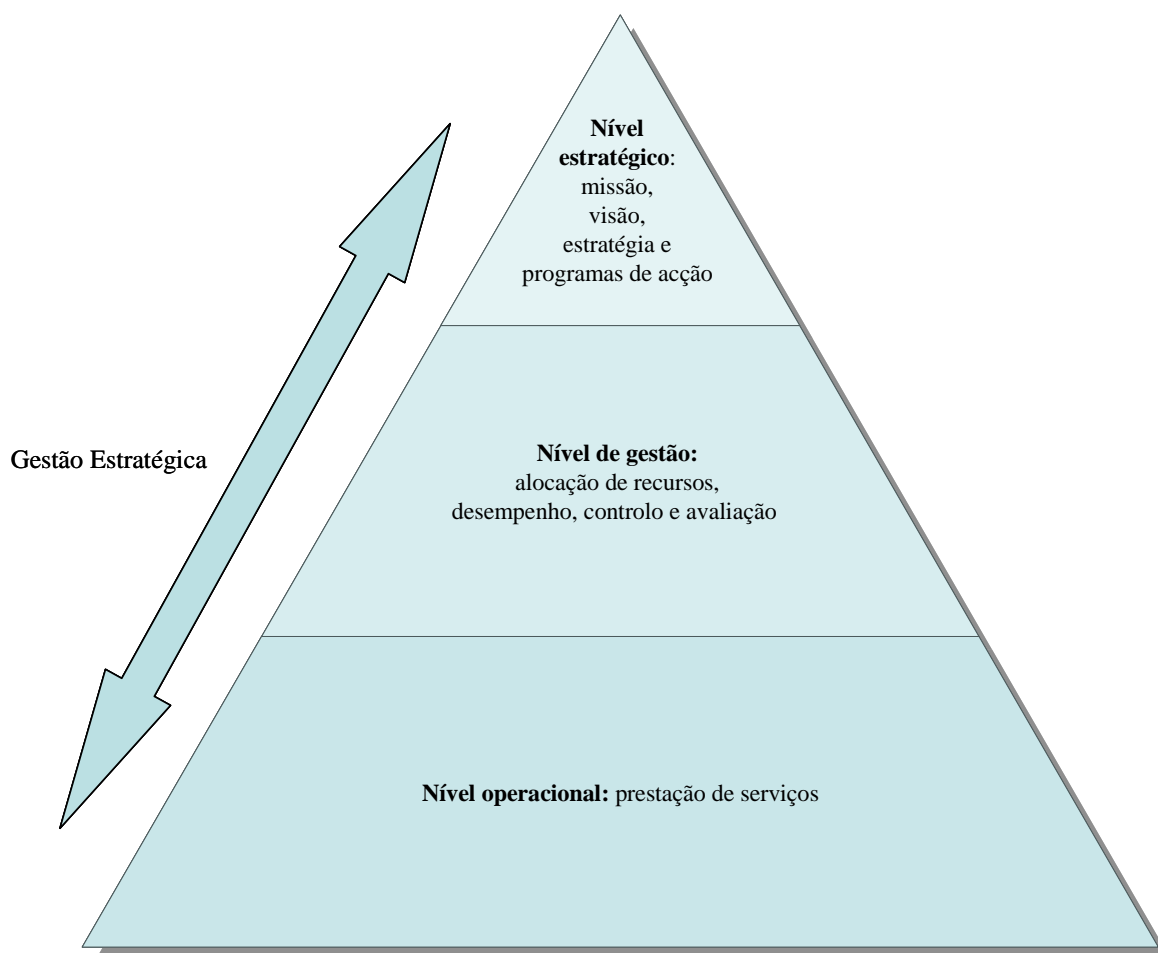 Nível
estratégico:
missão,
visão,
estratégia e
programas de acção
Gestão Estratégica
Nível de gestão:
alocação de recursos,
desempenho, controlo e avaliação
Nível operacional: prestação de serviços